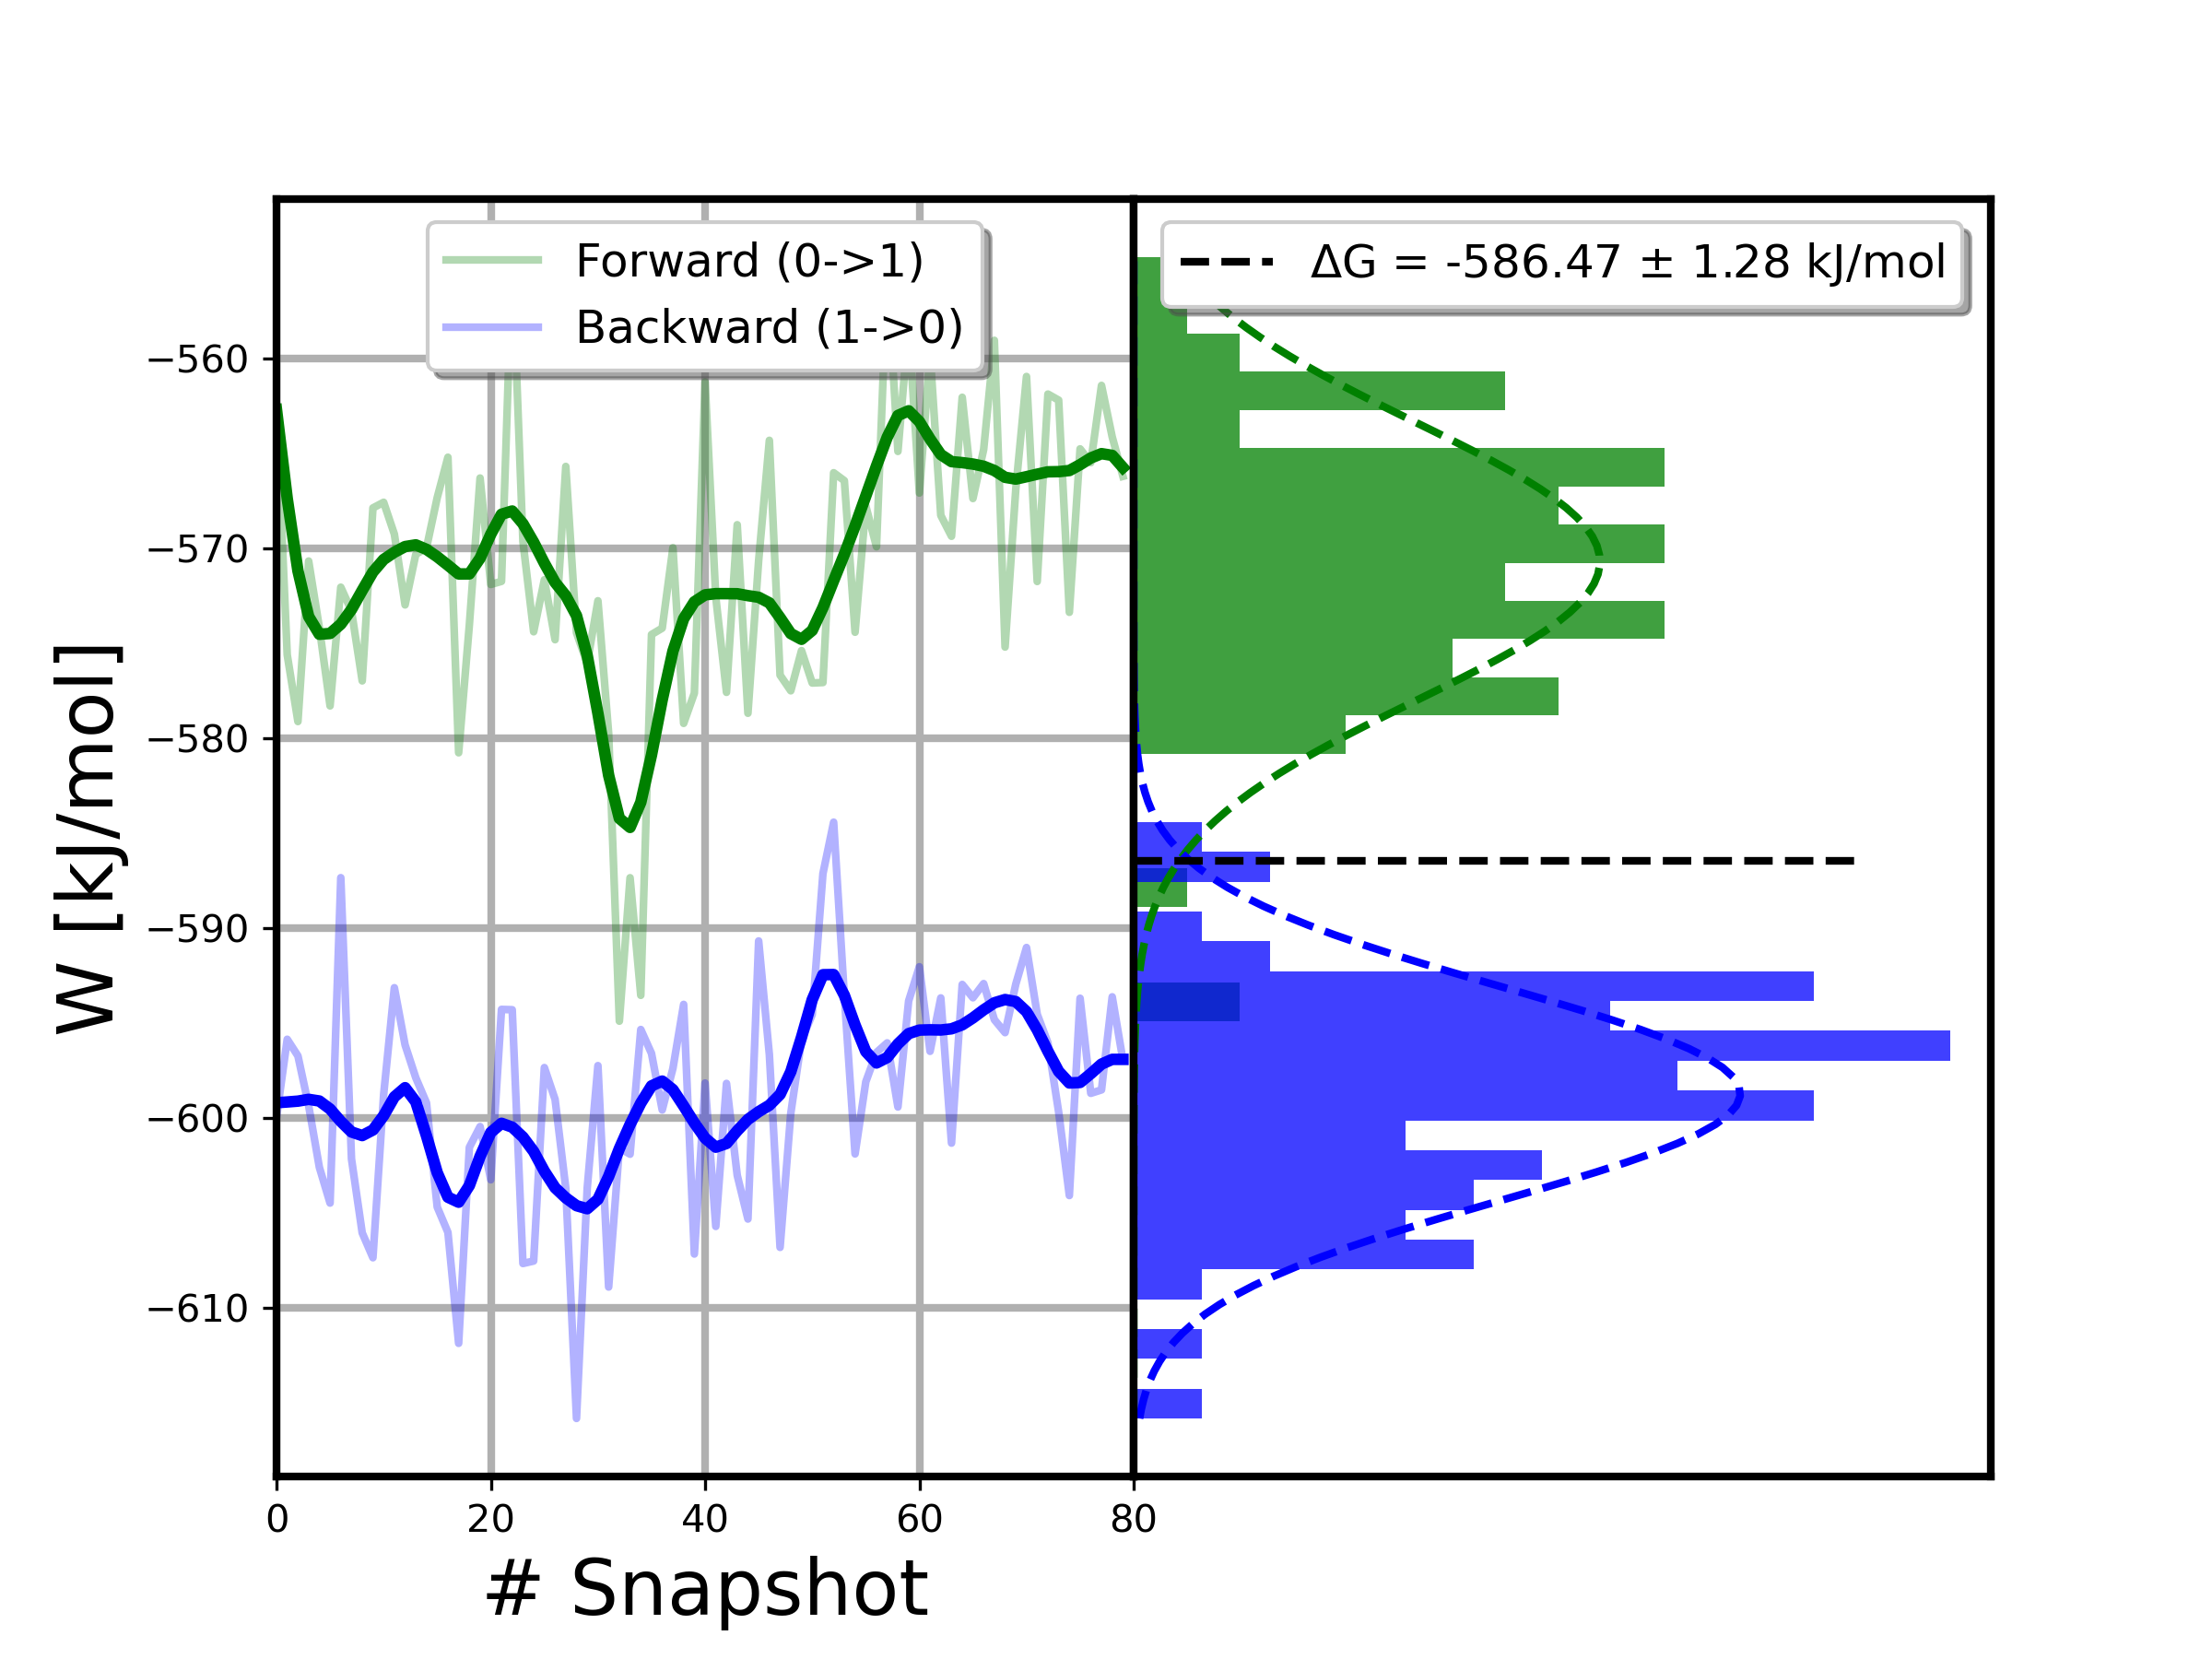 Forward (0->1)
Backward (1->0)
ΔG = -586.47 ± 1.28 kJ/mol
W [kJ/mol]
−560
−570
−580
−590
−600
−610
0 20 40 60 80
# Snapshot